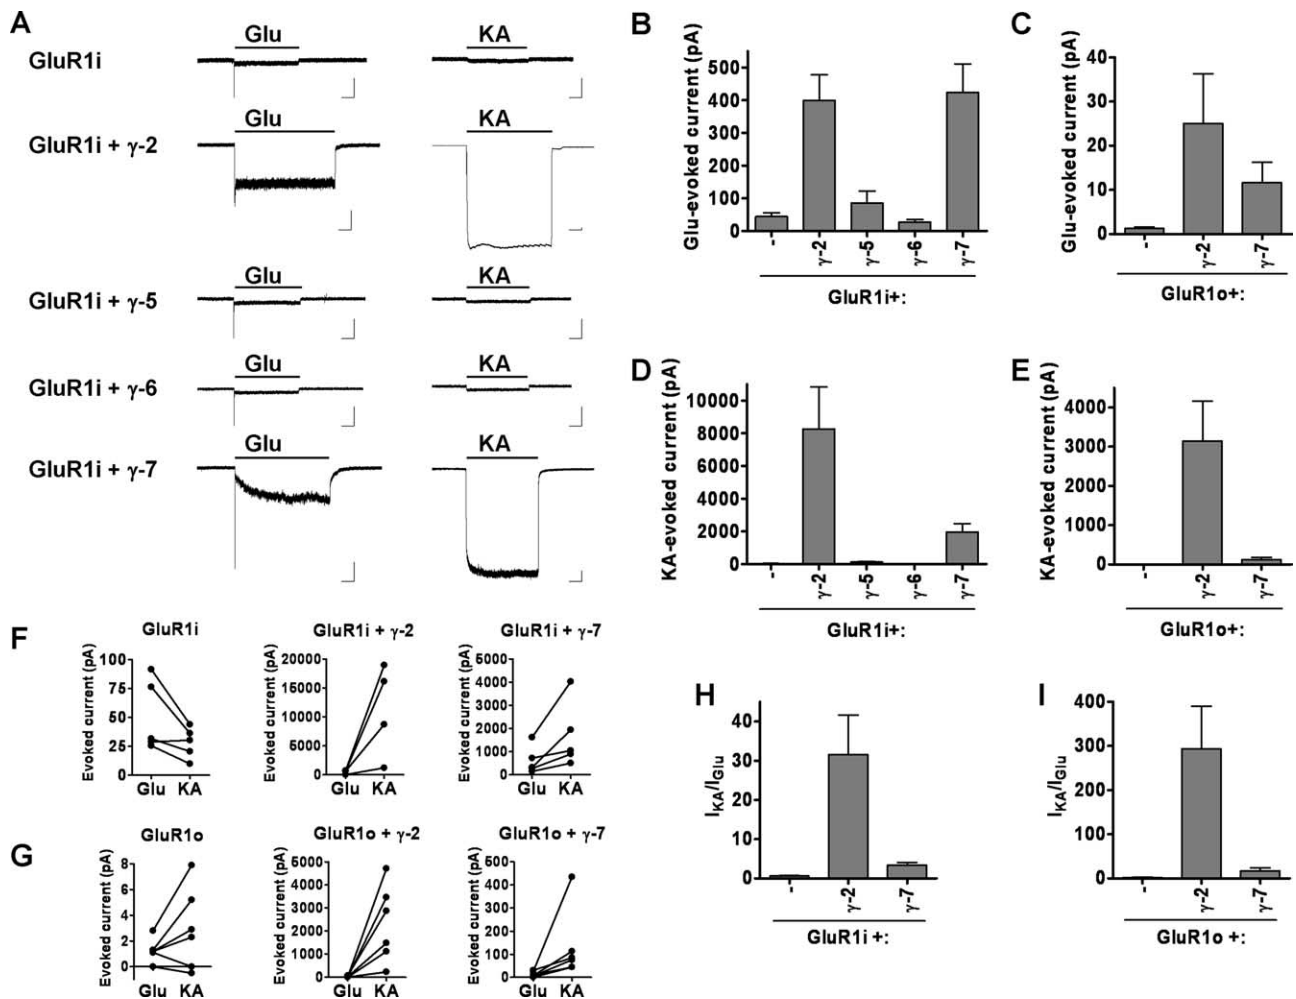 A
Glu
KA
GluR1i
Glu
KA
GluR1i + γ-2
Glu
KA
GluR1i + γ-5
Glu
KA
GluR1i + γ-6
Glu
KA
GluR1i + γ-7
B
Glu-evoked current (pA)
500
400
300
200
100
0
-
γ-2
γ-5
γ-6
γ-7
GluR1i+:
C
Glu-evoked current (pA)
40
30
20
10
0
-
γ-2
γ-7
GluR1o+:
D
KA-evoked current (pA)
10000
8000
6000
4000
2000
0
-
γ-2
γ-5
γ-6
γ-7
GluR1i+:
E
KA-evoked current (pA)
4000
3000
2000
1000
0
-
γ-2
γ-7
GluR1o+:
F
GluR1i
Evoked current (pA)
100
75
50
25
0
Glu KA
GluR1i + γ-2
Evoked current (pA)
20000
15000
10000
5000
0
Glu KA
GluR1i + γ-7
Evoked current (pA)
5000
4000
3000
2000
1000
0
Glu KA
G
GluR1o
Evoked current (pA)
8
6
4
2
0
Glu KA
GluR1o + γ-2
Evoked current (pA)
6000
5000
4000
3000
2000
1000
0
Glu KA
GluR1o + γ-7
Evoked current (pA)
500
400
300
200
100
0
Glu KA
H
IKA/IGlu
40
30
20
10
0
-
γ-2
γ-7
GluR1i +:
I
IKA/IGlu
400
300
200
100
0
-
γ-2
γ-7
GluR1o +: